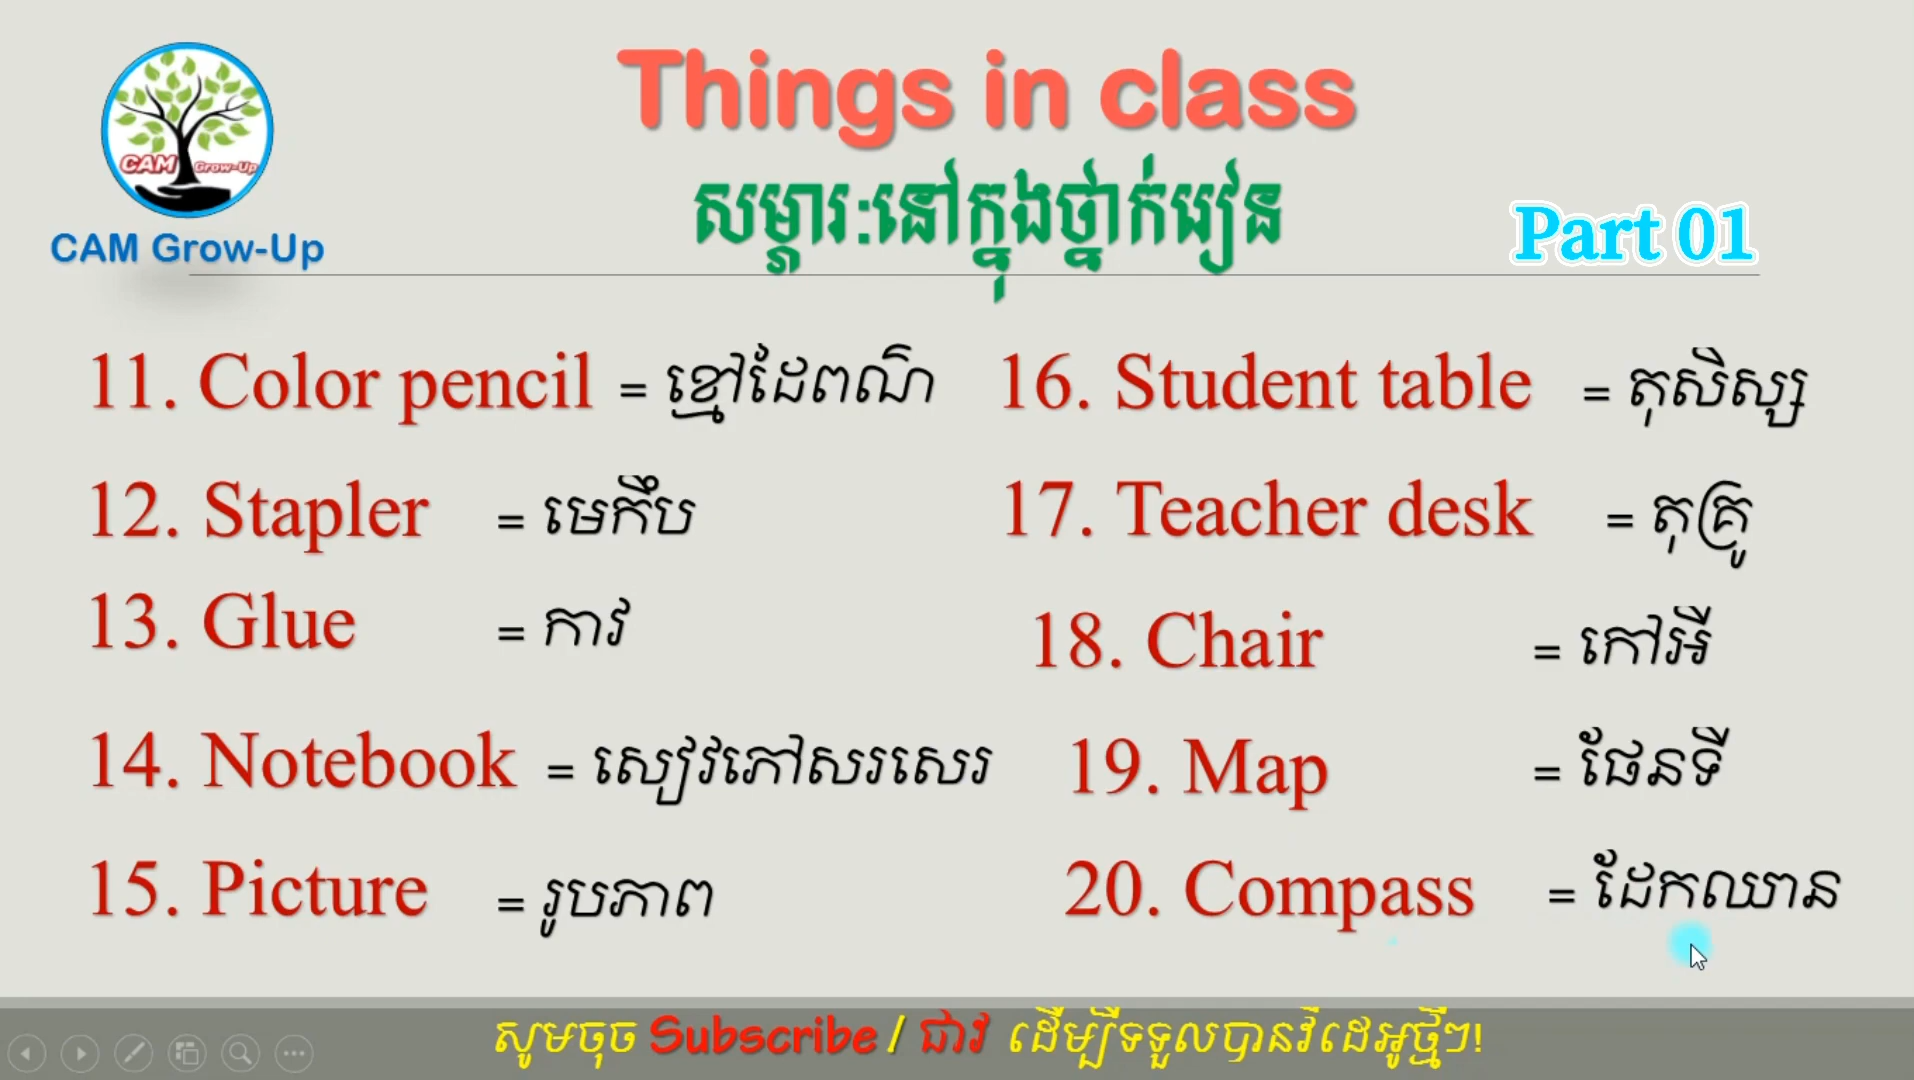 Things in class
CAM Grow-Up
សម្ភារ:នៅក្នុងថ្នាក់រៀន
Part 01
CAM Grow-Up
11. Color pencil = ខ្មៅដៃពណ៌
12. Stapler = មេកឹប
13. Glue = កាវ
14. Notebook = សៀវភៅសរសេរ
15. Picture = រូបភាព
16. Student table = តុសិស្ស
17. Teacher desk = តុគ្រូ
18. Chair = កៅអី
19. Map = ផែនទី
20. Compass = ដែកឈាន
សូមចុច Subscribe / ជាវ ដើម្បីទទួលបានវីដេអូថ្មីៗ!